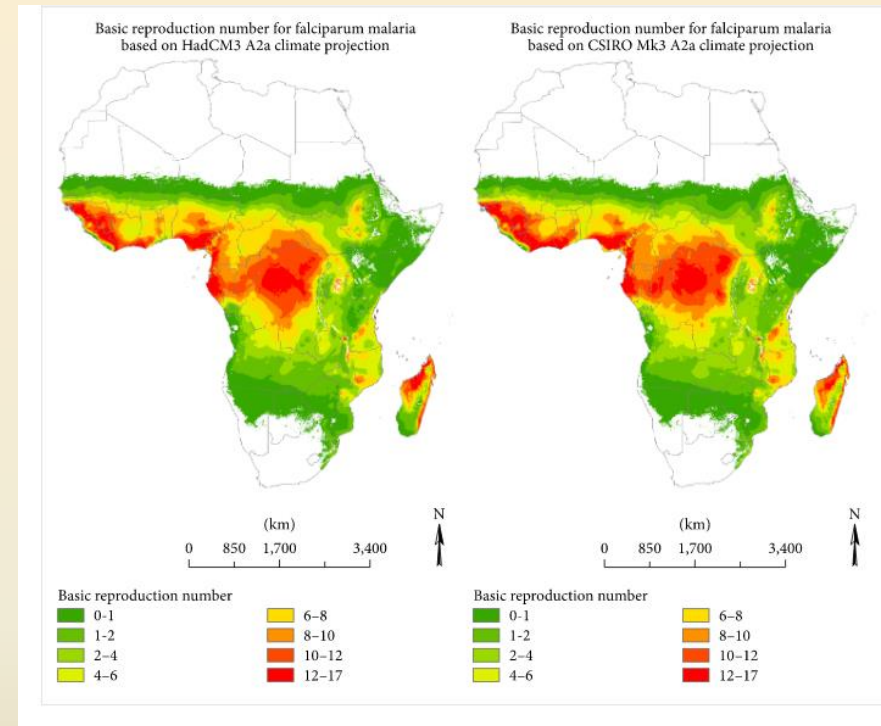 Basic reproduction number for falciparum malaria
based on HadCM3 A2a climate projection
N
(km)
0 850 1,700 3,400
Basic reproduction number
0-1
1-2
2–4
4–6
6–8
8–10
10–12
12–17
Basic reproduction number for falciparum malaria
based on CSIRO Mk3 A2a climate projection
N
(km)
0 850 1,700 3,400
Basic reproduction number
0-1
1-2
2–4
4–6
6–8
8–10
10–12
12–17